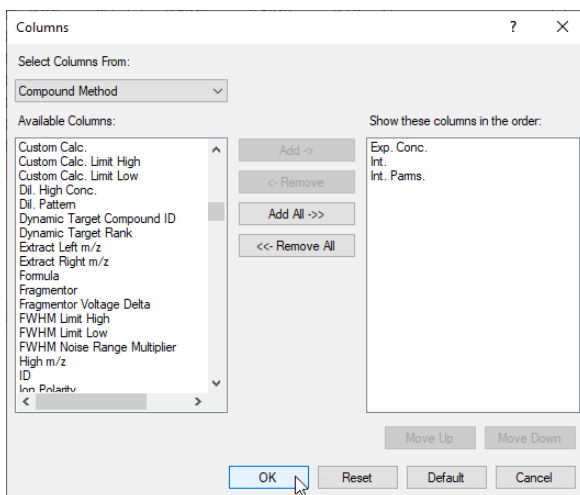 Columns
?
Select Columns From:
Compound Method
Available Columns:
Custom Calc.
Custom Calc. Limit High
Custom Calc. Limit Low
Dil. High Conc.
Dil. Pattern
Dynamic Target Compound ID
Dynamic Target Rank
Extract Left m/z
Extract Right m/z
Formula
Fragmentor
Fragmentor Voltage Delta
FWHM Limit High
FWHM Limit Low
FWHM Noise Range Multiplier
High m/z
ID
Ion Polarity
Add ->
<- Remove
Add All ->>
<<- Remove All
Show these columns in the order:
Exp. Conc.
Int.
Int. Parms.
Move Up
Move Down
OK
Reset
Default
Cancel